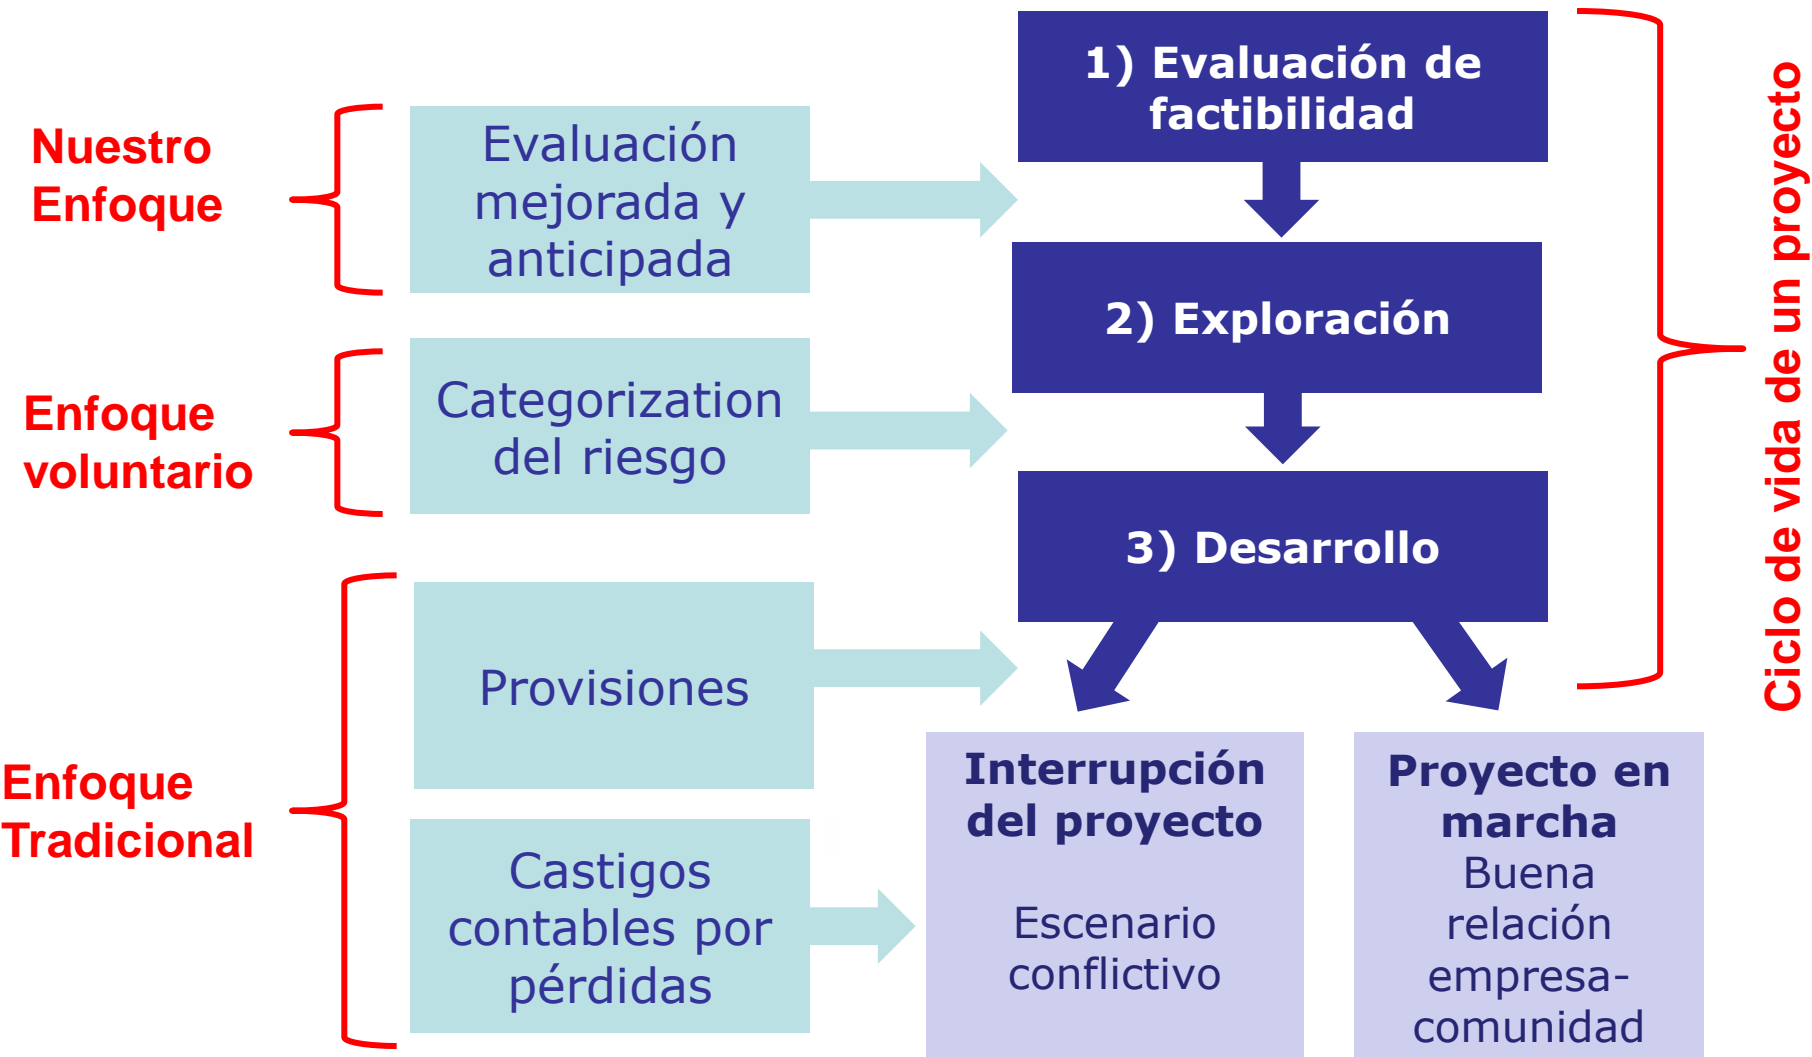 Nuestro
Enfoque
Evaluación
mejorada y
anticipada
Enfoque
voluntario
Categorization
del riesgo
Enfoque
Tradicional
Provisiones
Castigos
contables por
pérdidas
1) Evaluación de
factibilidad
2) Exploración
3) Desarrollo
Interrupción
del proyecto
Escenario
conflictivo
Proyecto en
marcha
Buena
relación
empresa-
comunidad
Ciclo de vida de un proyecto